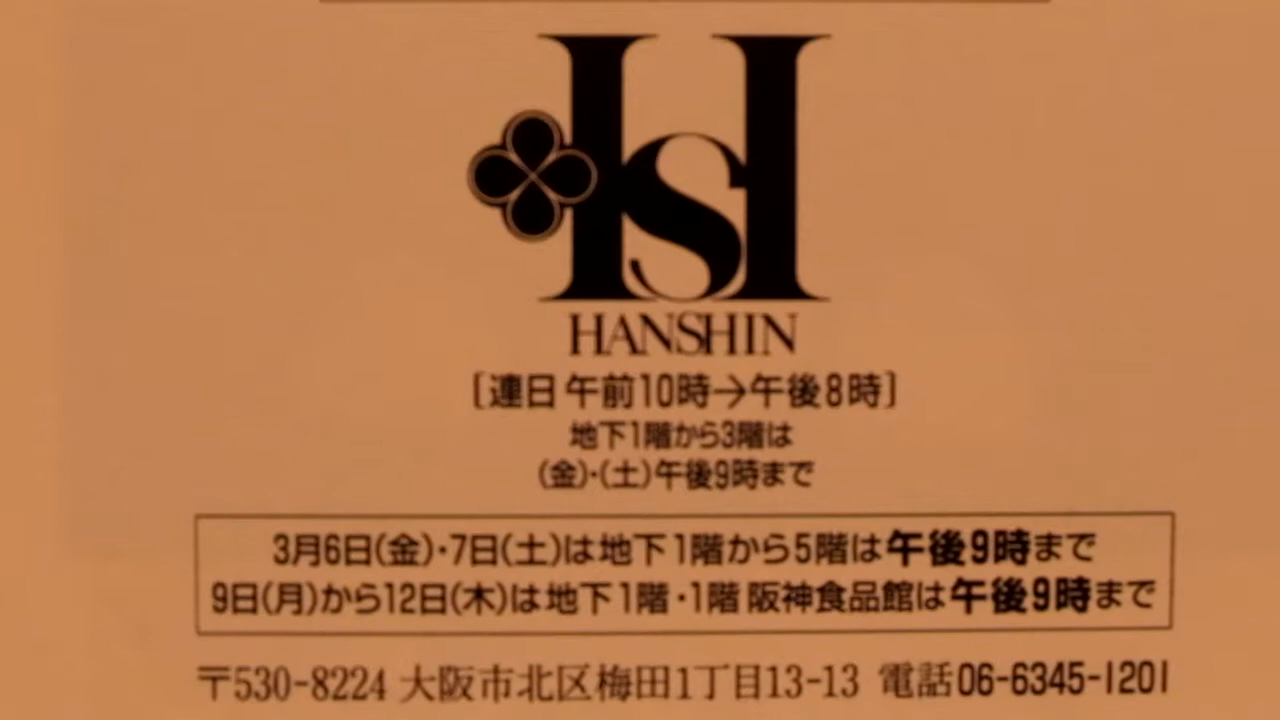 HS
HANSHIN
[連日 午前10時→午後8時]
地下1階から3階は
(金)・(土)午後9時まで
3月6日(金)・7日(土)は地下1階から5階は午後9時まで
9日(月)から12日(木)は地下1階・1階 阪神食品館は午後9時まで
〒530-8224 大阪市北区梅田1丁目13-13 電話06-6345-1201